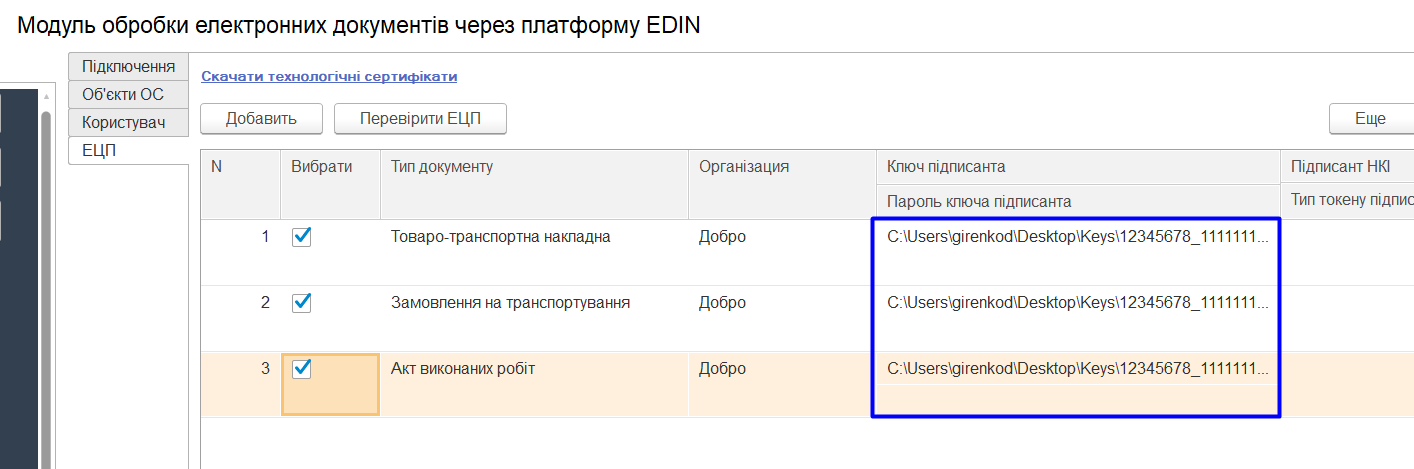 Модуль обробки електронних документів через платформу EDIN
Підключення
Об'єкти ОС
Користувач
ЕЦП
Скачати технологічні сертифікати
Добавить Перевірити ЕЦП Еще
N Вибрати Тип документу Організация Ключ підписанта Підписант НКІ
Пароль ключа підписанта Тип токену підпис
1 Товаро-транспортна накладна Добро C:\Users\girenkod\Desktop\Keys\12345678_1111111...
2 Замовлення на транспортування Добро C:\Users\girenkod\Desktop\Keys\12345678_1111111...
3 Акт виконаних робіт Добро C:\Users\girenkod\Desktop\Keys\12345678_1111111...